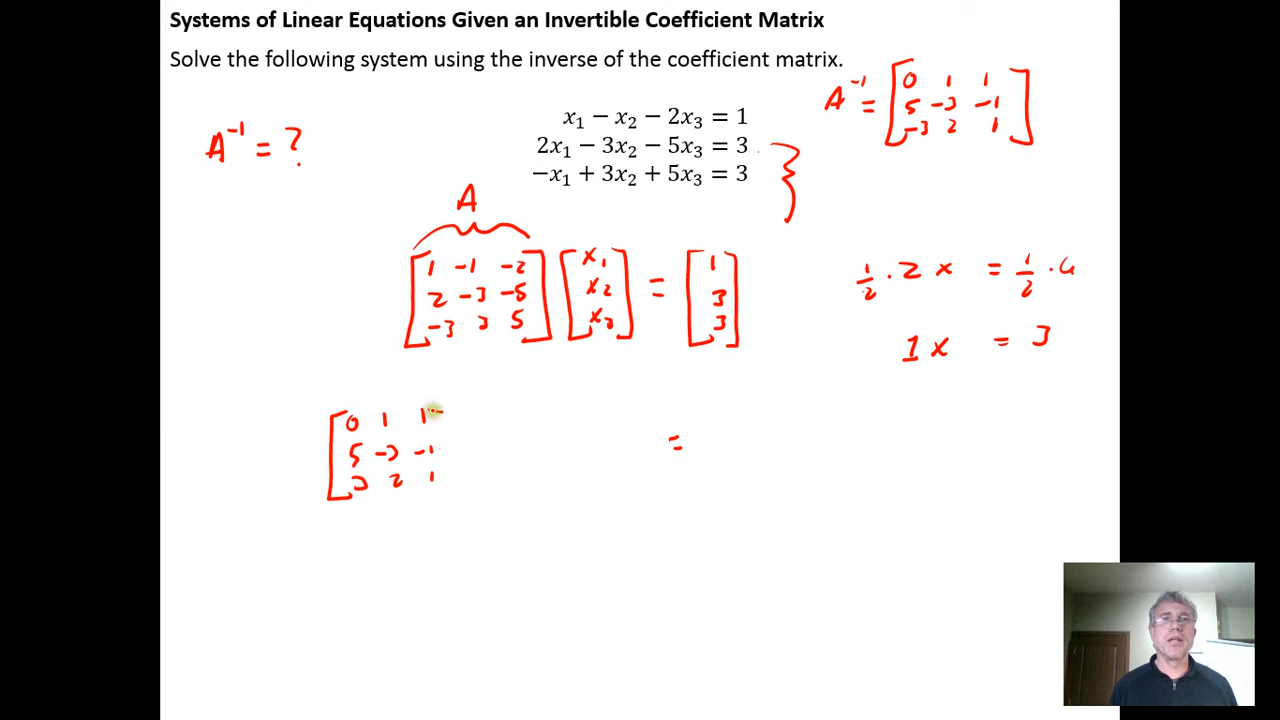 Systems of Linear Equations Given an Invertible Coefficient Matrix
Solve the following system using the inverse of the coefficient matrix.
A⁻¹ = ?
x₁ − x₂ − 2x₃ = 1
2x₁ − 3x₂ − 5x₃ = 3
−x₁ + 3x₂ + 5x₃ = 3
A⁻¹ =
0 1 1
5 -3 -1
-3 2 1
A
1 -1 -2 x₁ 1
2 -3 -5 x₂ = 3
-3 3 5 x₃ 3
1/2 · 2 x = 1/2 · 6
1 x = 3
0 1 1
5 -3 -1 =
3 2 1